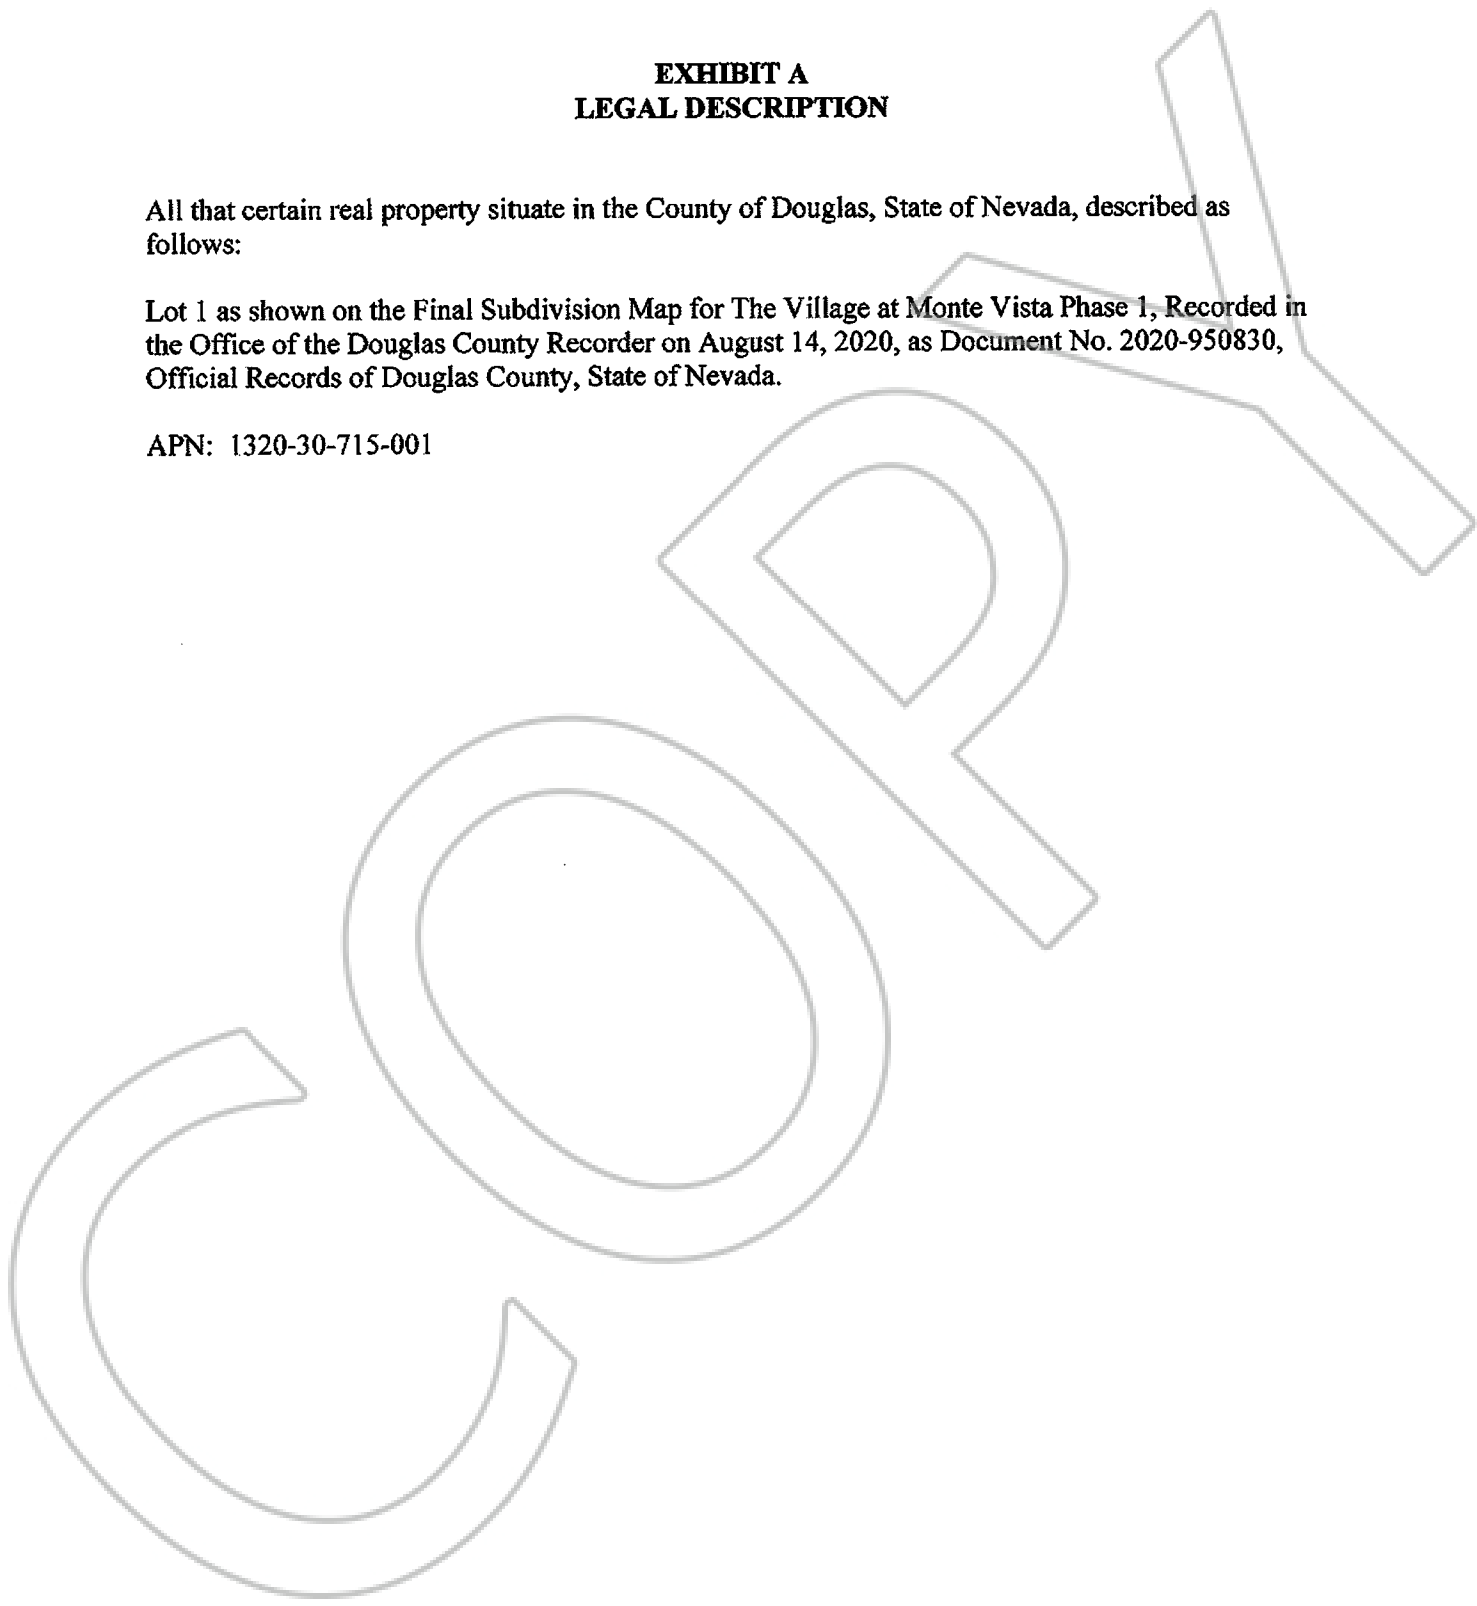 EXHIBIT A
LEGAL DESCRIPTION
All that certain real property situate in the County of Douglas, State of Nevada, described as
follows:
Lot 1 as shown on the Final Subdivision Map for The Village at Monte Vista Phase 1, Recorded in
the Office of the Douglas County Recorder on August 14, 2020, as Document No. 2020-950830,
Official Records of Douglas County, State of Nevada.
APN: 1320-30-715-001
COPY